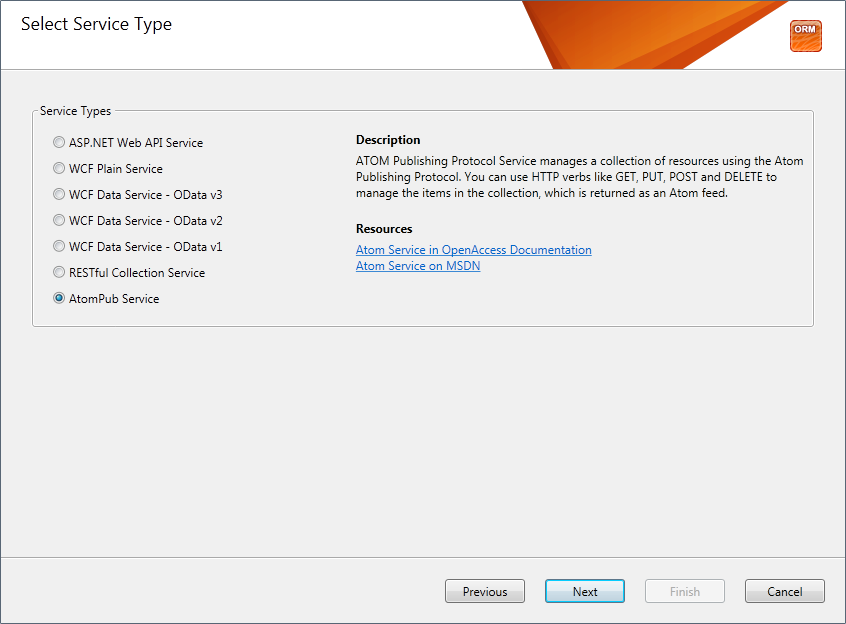 Select Service Type
ORM
Service Types
ASP.NET Web API Service
WCF Plain Service
WCF Data Service - OData v3
WCF Data Service - OData v2
WCF Data Service - OData v1
RESTful Collection Service
AtomPub Service
Description
ATOM Publishing Protocol Service manages a collection of resources using the Atom
Publishing Protocol. You can use HTTP verbs like GET, PUT, POST and DELETE to
manage the items in the collection, which is returned as an Atom feed.
Resources
Atom Service in OpenAccess Documentation
Atom Service on MSDN
Previous
Next
Finish
Cancel